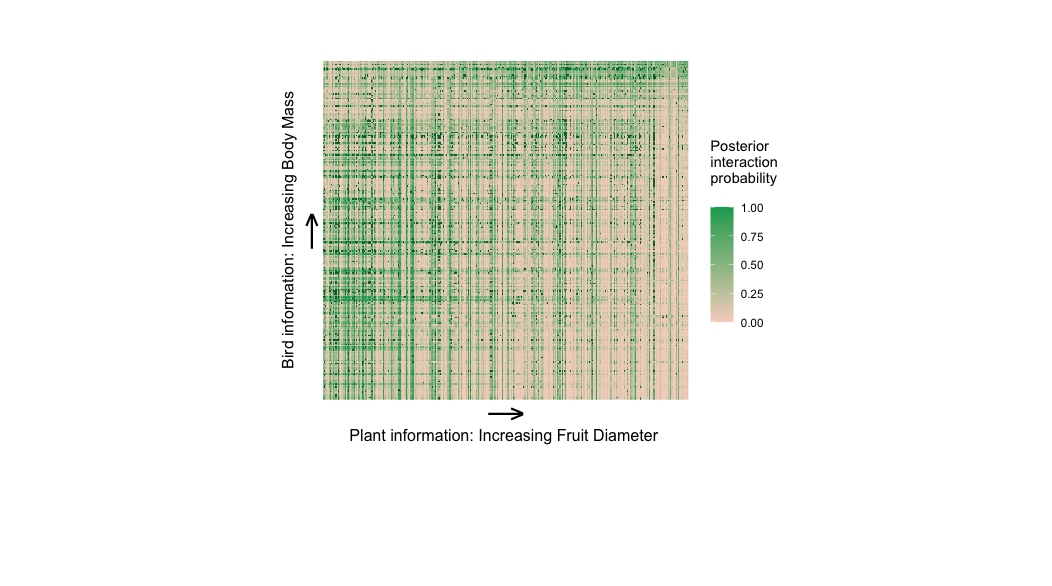 Bird information: Increasing Body Mass
Plant information: Increasing Fruit Diameter
Posterior
interaction
probability
1.00
0.75
0.50
0.25
0.00